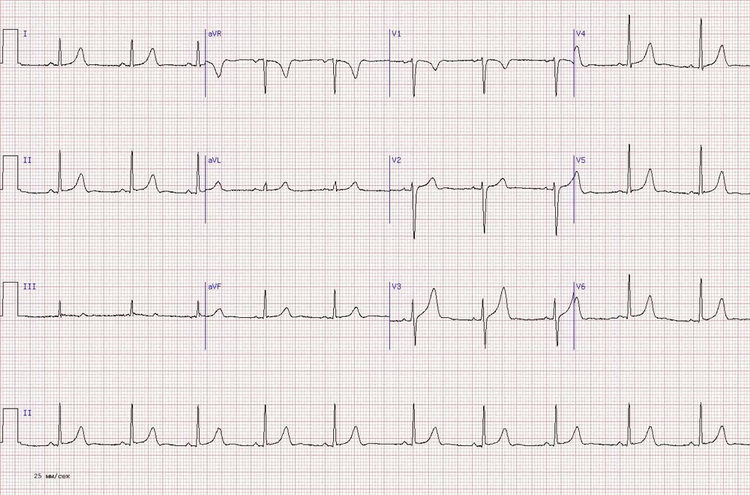 I aVR V1 V4
II aVL V2 V5
III aVF V3 V6
II
25 мм/сек